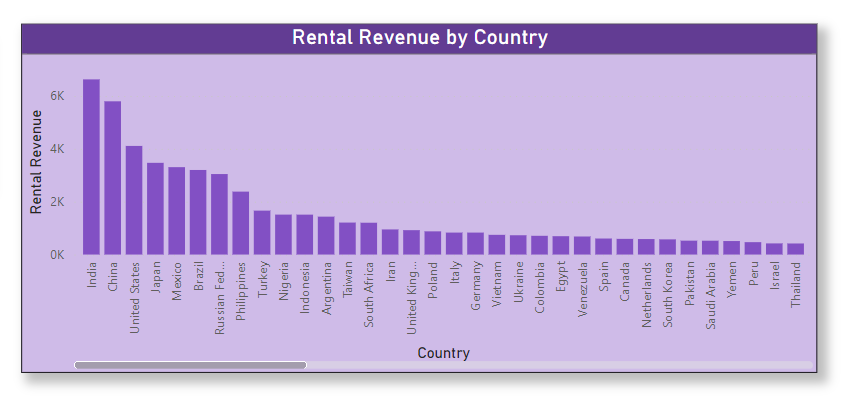 Rental Revenue by Country
Rental Revenue
6K
4K
2K
0K
India
China
United States
Japan
Mexico
Brazil
Russian Fed...
Philippines
Turkey
Nigeria
Indonesia
Argentina
Taiwan
South Africa
Iran
United King...
Poland
Italy
Germany
Vietnam
Ukraine
Colombia
Egypt
Venezuela
Spain
Canada
Netherlands
South Korea
Pakistan
Saudi Arabia
Yemen
Peru
Israel
Thailand
Country